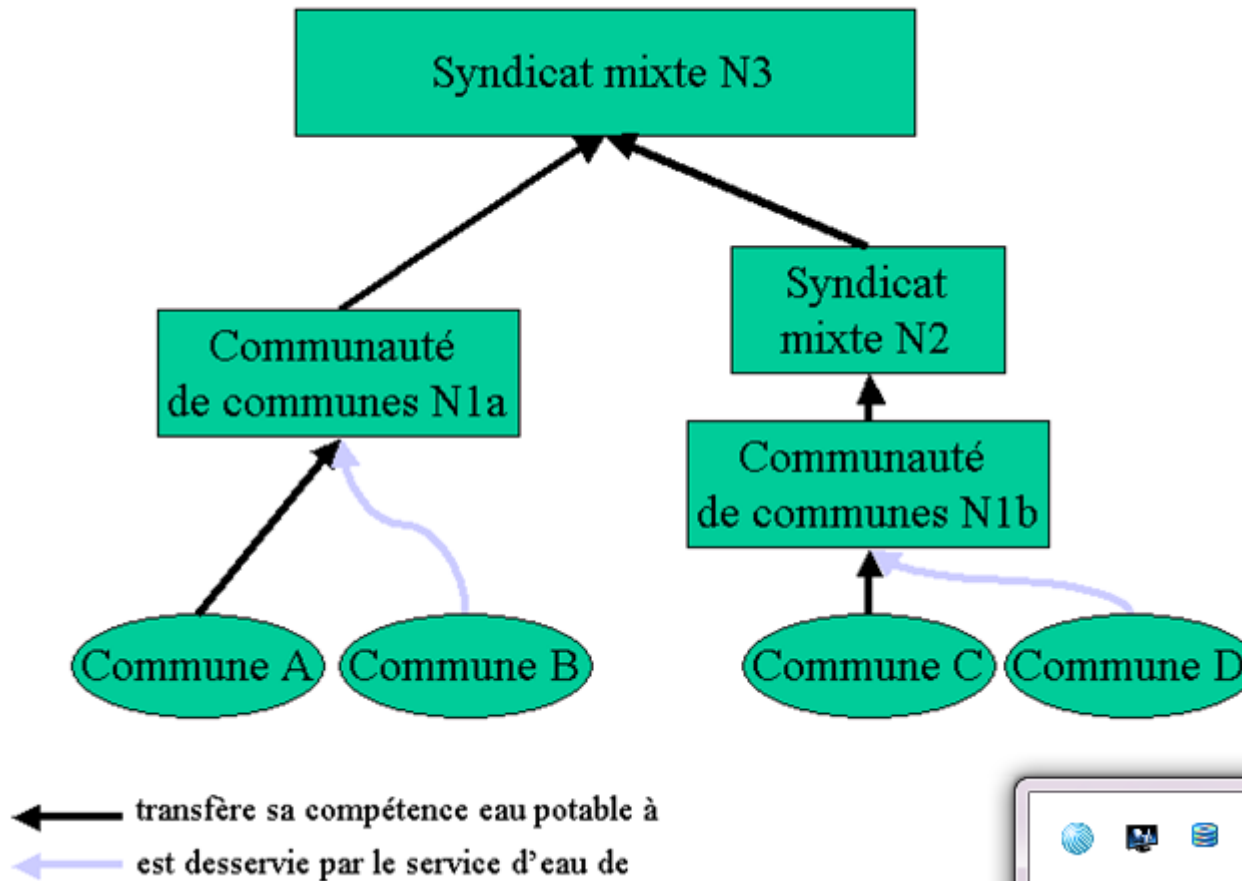 Syndicat mixte N3
Syndicat
mixte N2
Communauté
de communes N1a
Communauté
de communes N1b
Commune A
Commune B
Commune C
Commune D
transfère sa compétence eau potable à
est desservie par le service d'eau de